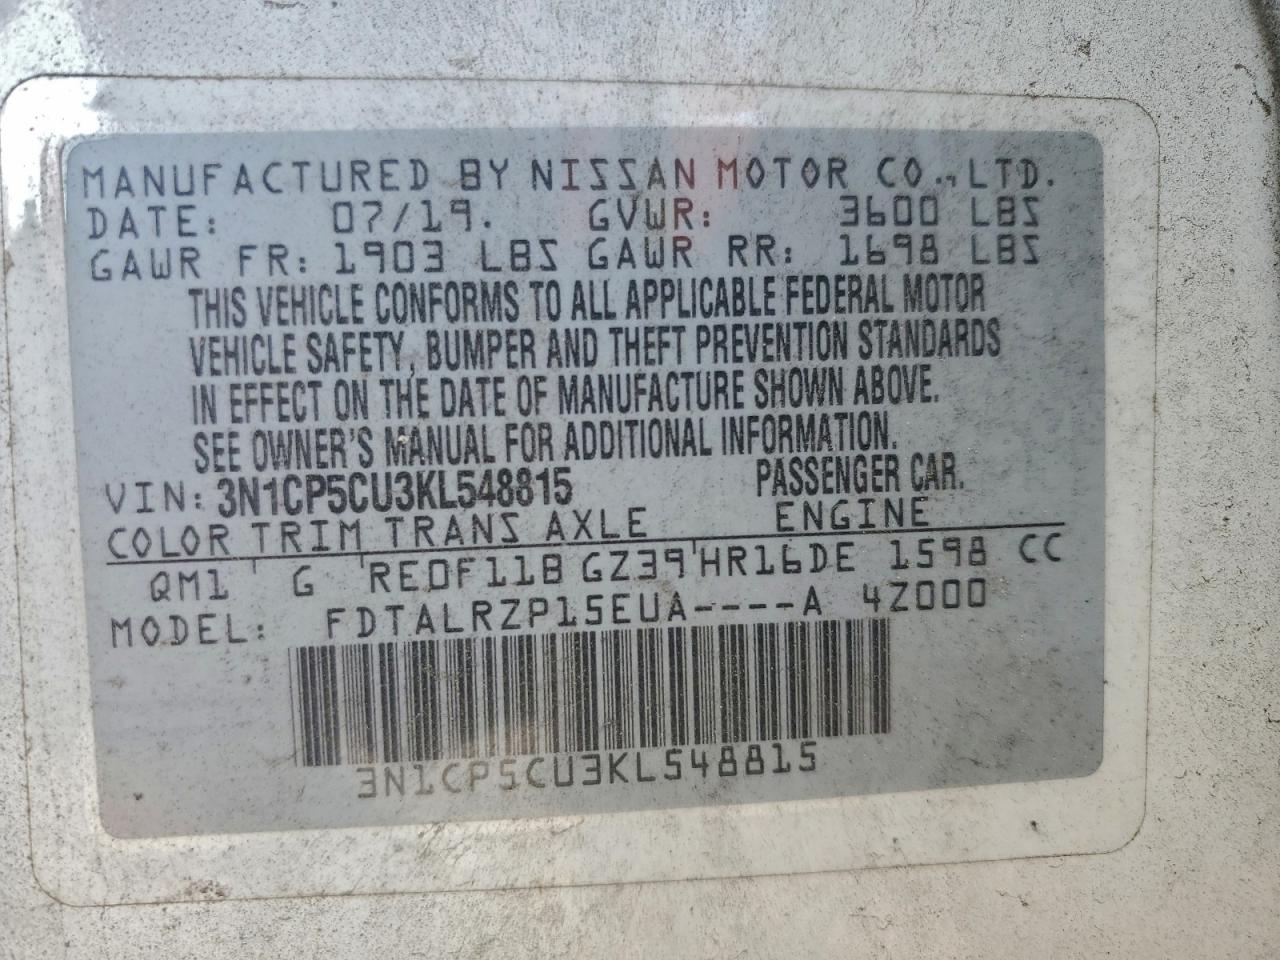 MANUFACTURED BY NISSAN MOTOR CO., LTD.
DATE: 07/19. GVWR: 3600 LBS
GAWR FR: 1903 LBS GAWR RR: 1698 LBS
THIS VEHICLE CONFORMS TO ALL APPLICABLE FEDERAL MOTOR
VEHICLE SAFETY, BUMPER AND THEFT PREVENTION STANDARDS
IN EFFECT ON THE DATE OF MANUFACTURE SHOWN ABOVE.
SEE OWNER'S MANUAL FOR ADDITIONAL INFORMATION.
VIN: 3N1CP5CU3KL548815 PASSENGER CAR.
COLOR TRIM TRANS AXLE ENGINE
QM1 ' G 'RE0F11B GZ39'HR16DE 1598 CC
MODEL: FDTALRZP15EUA----A 4Z000
3N1CP5CU3KL548815